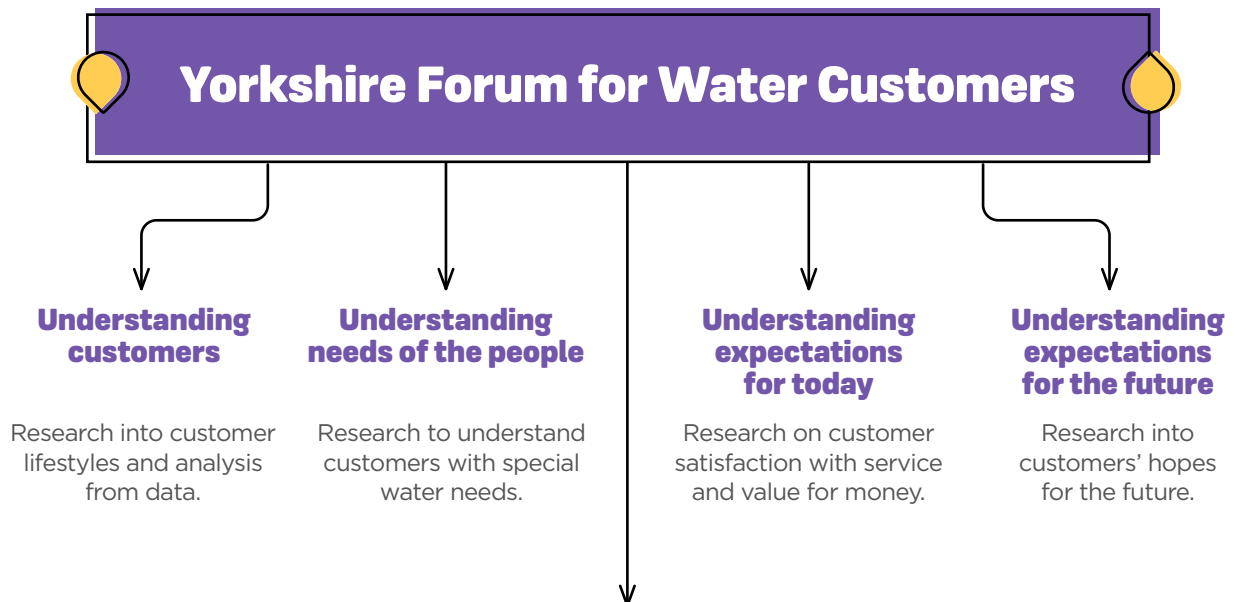 Yorkshire Forum for Water Customers
Understanding
customers
Research into customer
lifestyles and analysis
from data.
Understanding
needs of the people
Research to understand
customers with special
water needs.
Understanding
expectations
for today
Research on customer
satisfaction with service
and value for money.
Understanding
expectations
for the future
Research into
customers’ hopes
for the future.